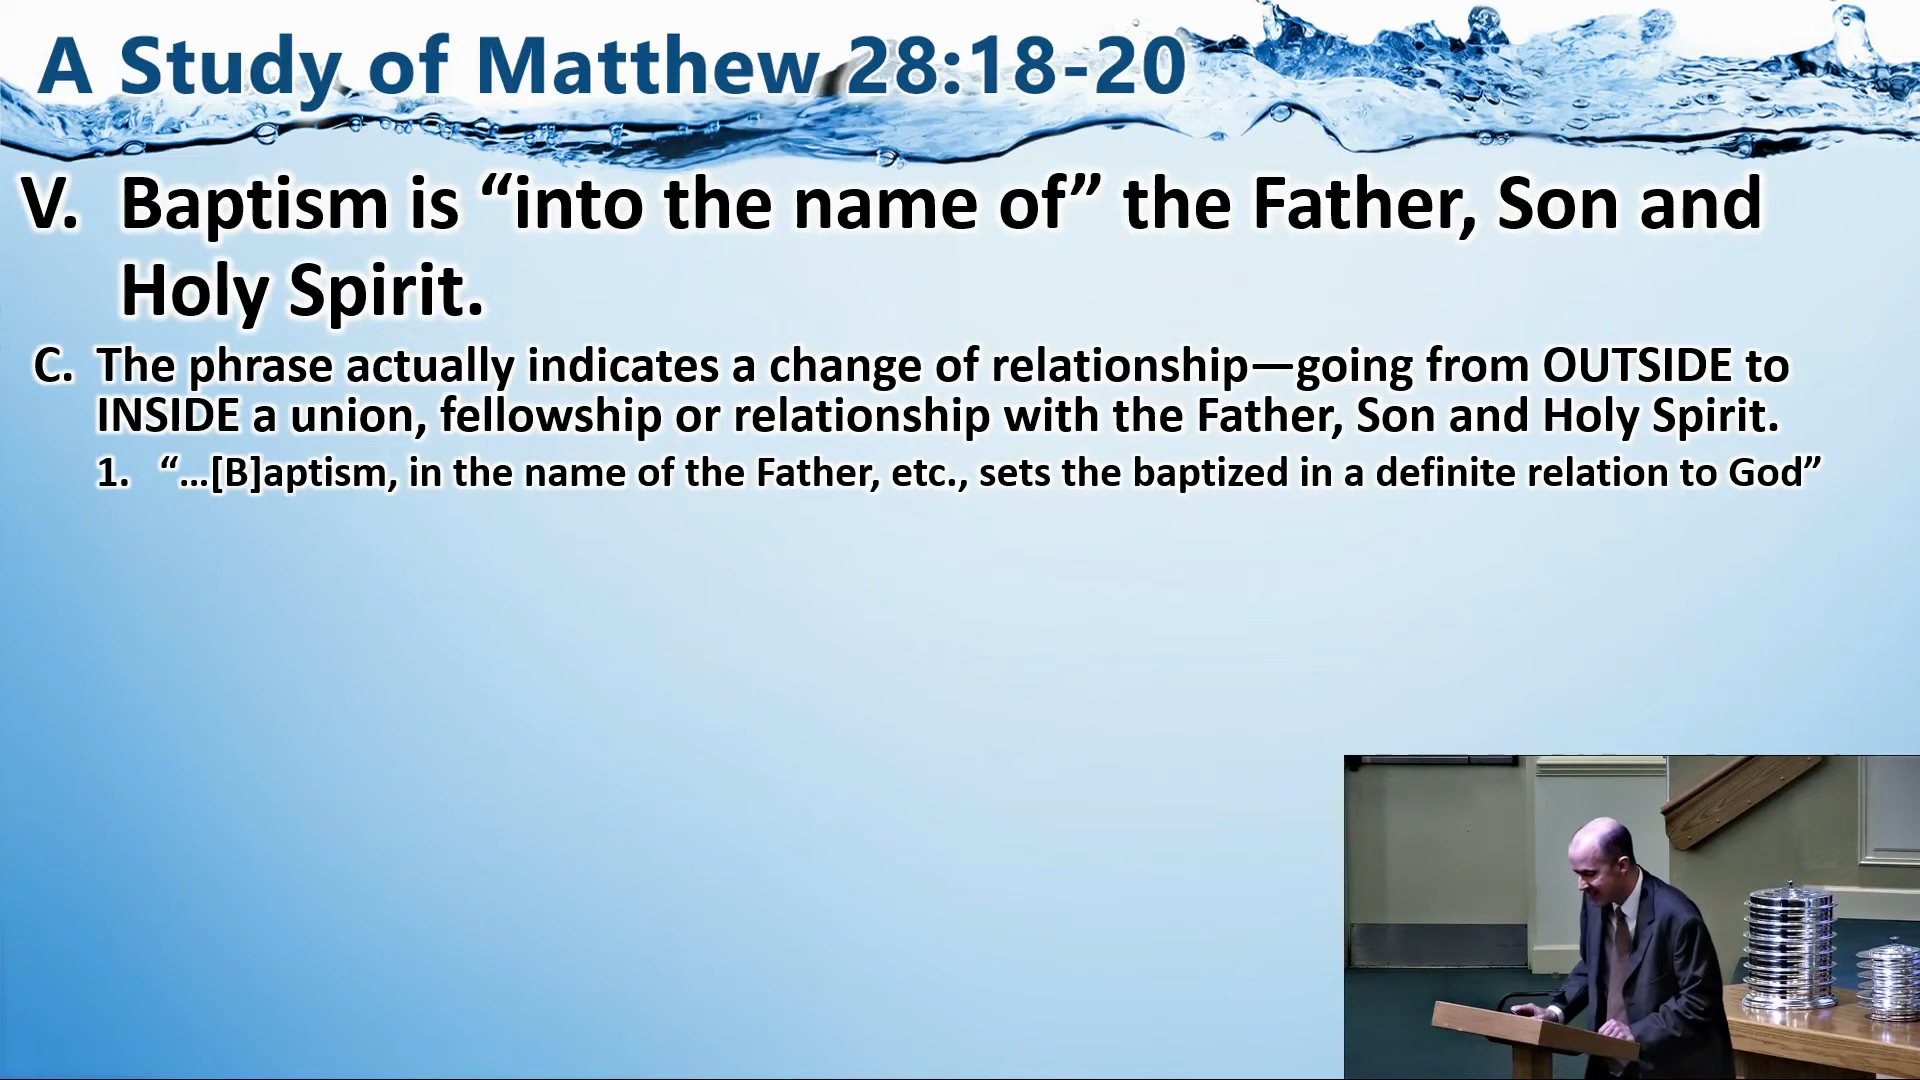 A Study of Matthew 28:18-20
V. Baptism is “into the name of” the Father, Son and
Holy Spirit.
C. The phrase actually indicates a change of relationship—going from OUTSIDE to
INSIDE a union, fellowship or relationship with the Father, Son and Holy Spirit.
1. “…[B]aptism, in the name of the Father, etc., sets the baptized in a definite relation to God”